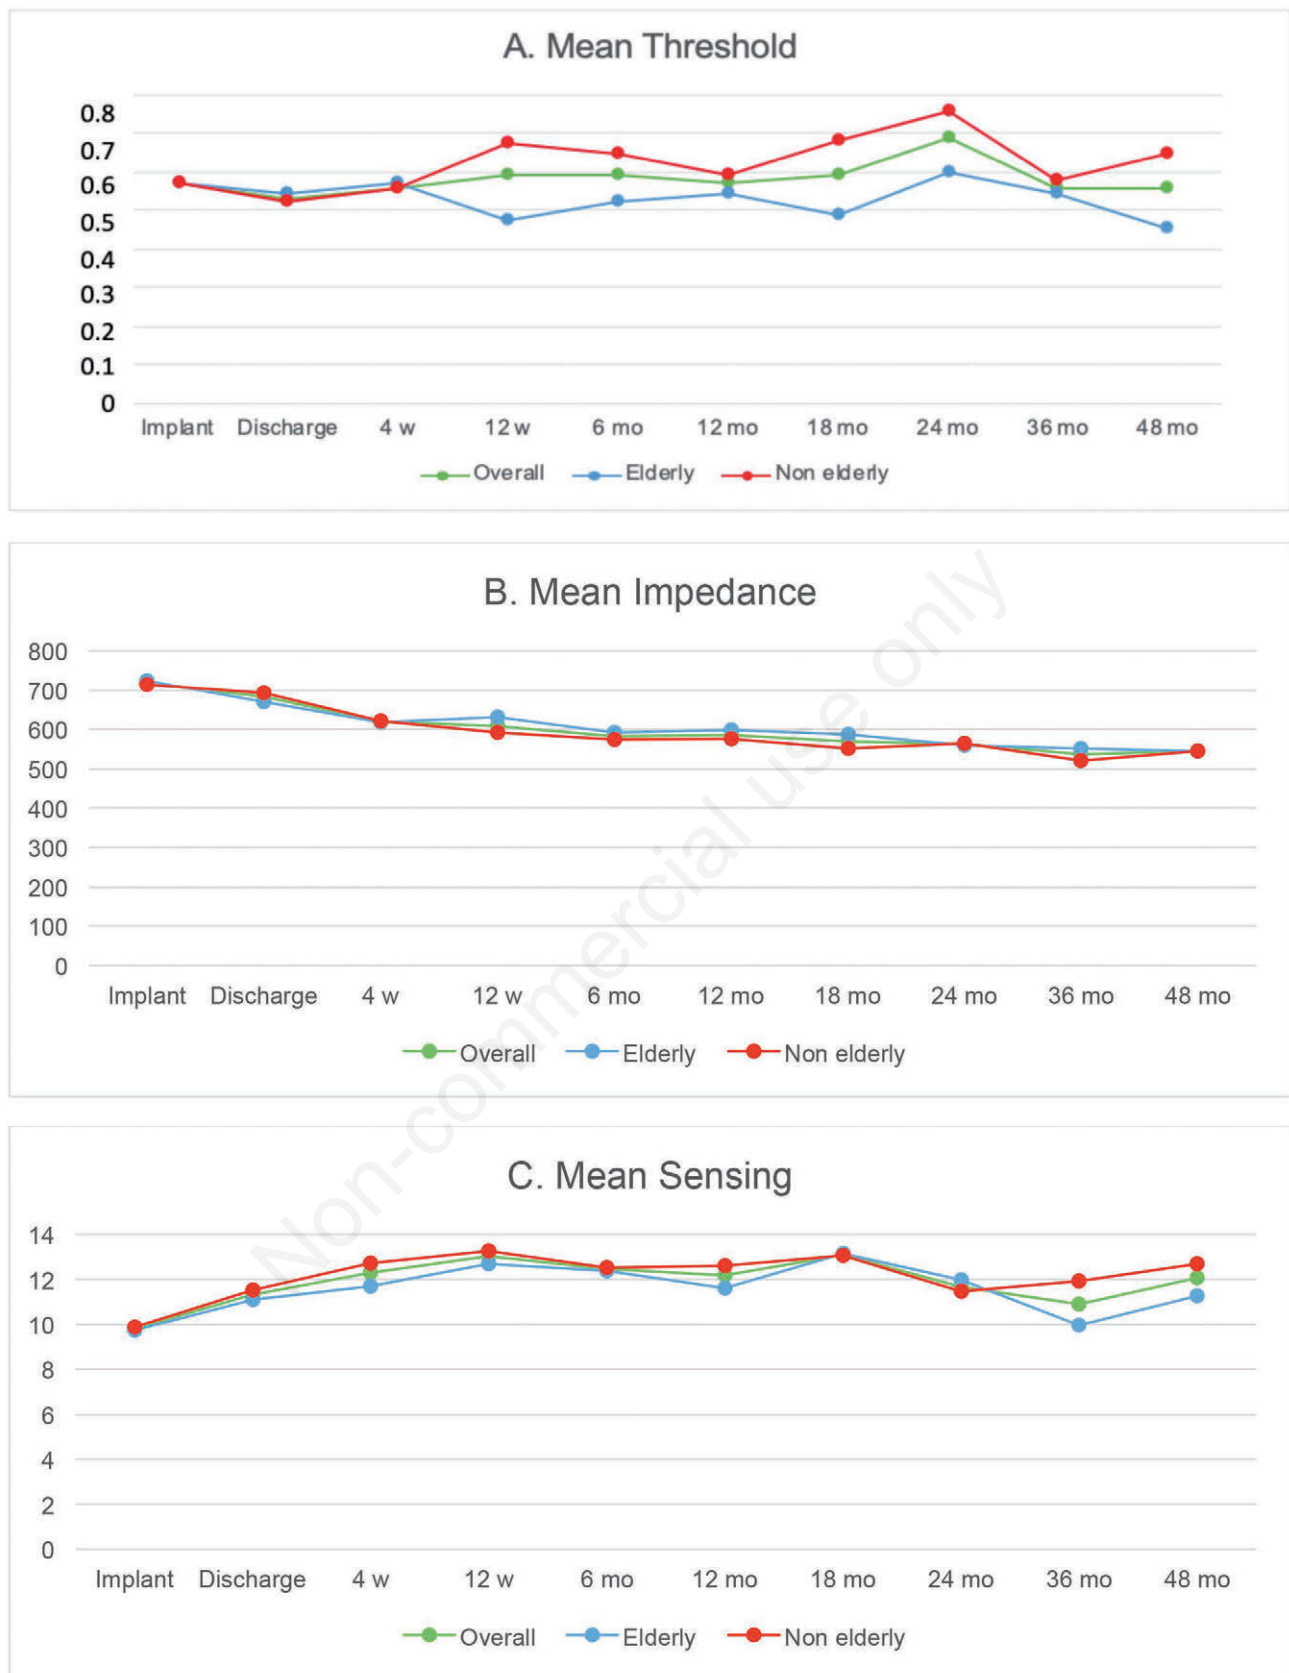 A. Mean Threshold
0.8
0.7
0.6
0.5
0.4
0.3
0.2
0.1
0
Implant Discharge 4 w 12 w 6 mo 12 mo 18 mo 24 mo 36 mo 48 mo
Overall Elderly Non elderly
B. Mean Impedance
800
700
600
500
400
300
200
100
0
Implant Discharge 4 w 12 w 6 mo 12 mo 18 mo 24 mo 36 mo 48 mo
Overall Elderly Non elderly
C. Mean Sensing
14
12
10
8
6
4
2
0
Implant Discharge 4 w 12 w 6 mo 12 mo 18 mo 24 mo 36 mo 48 mo
Overall Elderly Non elderly
Non-commercial use only